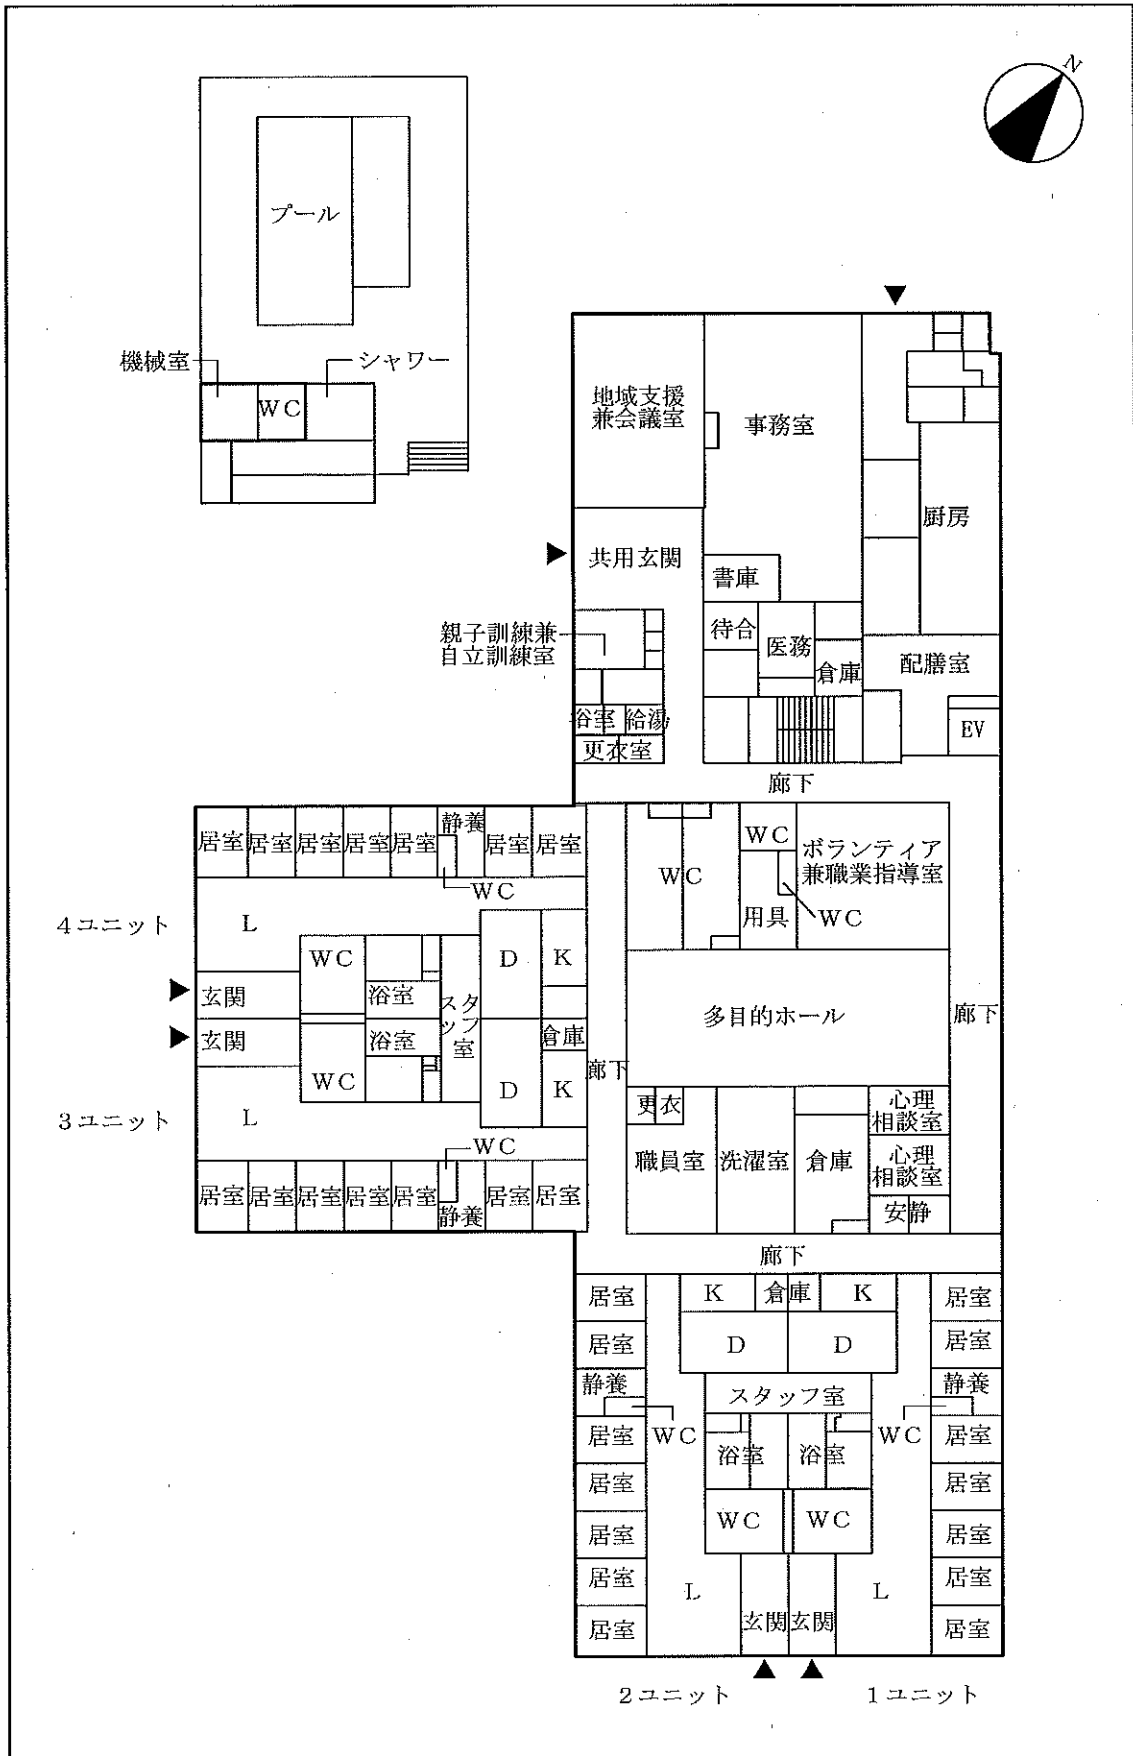 N
プール
機械室
シャワー
WC
地域支援
兼会議室
事務室
厨房
共用玄関
書庫
親子訓練兼
自立訓練室
待合
医務
倉庫
配膳室
浴室
給湯
更衣室
EV
廊下
居室
居室
居室
居室
居室
静養
居室
居室
WC
4ユニット
L
WC
浴室
スタッフ室
D
K
玄関
玄関
浴室
WC
倉庫
D
K
3ユニット
L
WC
居室
居室
居室
居室
居室
静養
居室
居室
廊下
WC
WC
用具
WC
ボランティア
兼職業指導室
多目的ホール
廊下
更衣
職員室
洗濯室
倉庫
心理
相談室
心理
相談室
安静
廊下
居室
K
倉庫
K
居室
居室
D
D
居室
静養
スタッフ室
静養
WC
WC
居室
浴室
浴室
居室
居室
居室
WC
WC
居室
居室
居室
L
L
居室
居室
玄関
玄関
居室
2ユニット
1ユニット